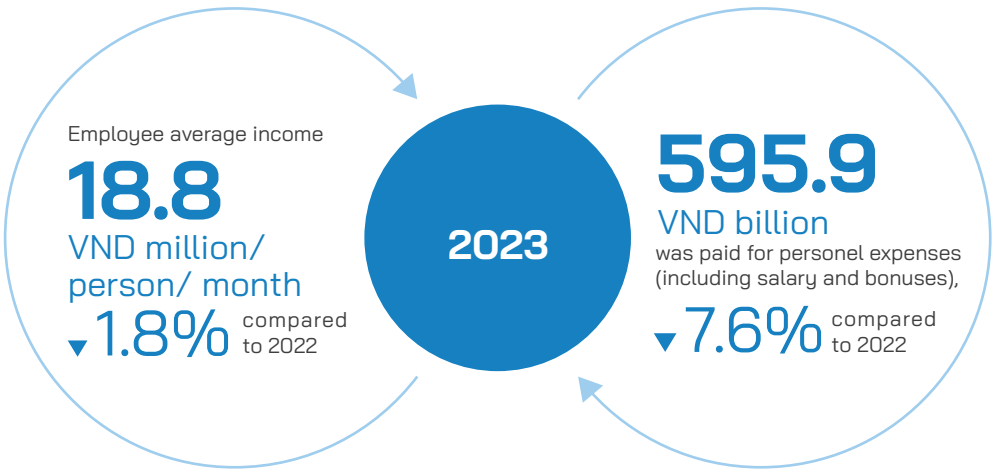 Employee average income
18.8
VND million/
person/ month
▼1.8% compared
to 2022
2023
595.9
VND billion
was paid for personel expenses
(including salary and bonuses),
▼7.6% compared
to 2022